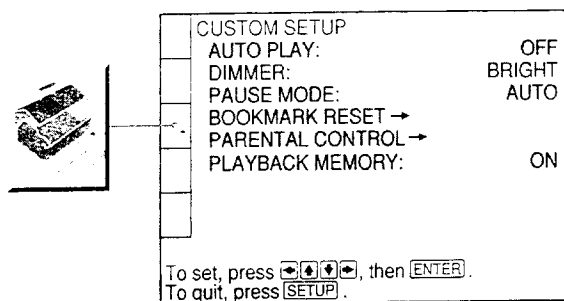 CUSTOM SETUP
AUTO PLAY: OFF
DIMMER: BRIGHT
PAUSE MODE: AUTO
BOOKMARK RESET →
PARENTAL CONTROL →
PLAYBACK MEMORY: ON
To set, press ←↑↓→, then ENTER.
To quit, press SETUP.